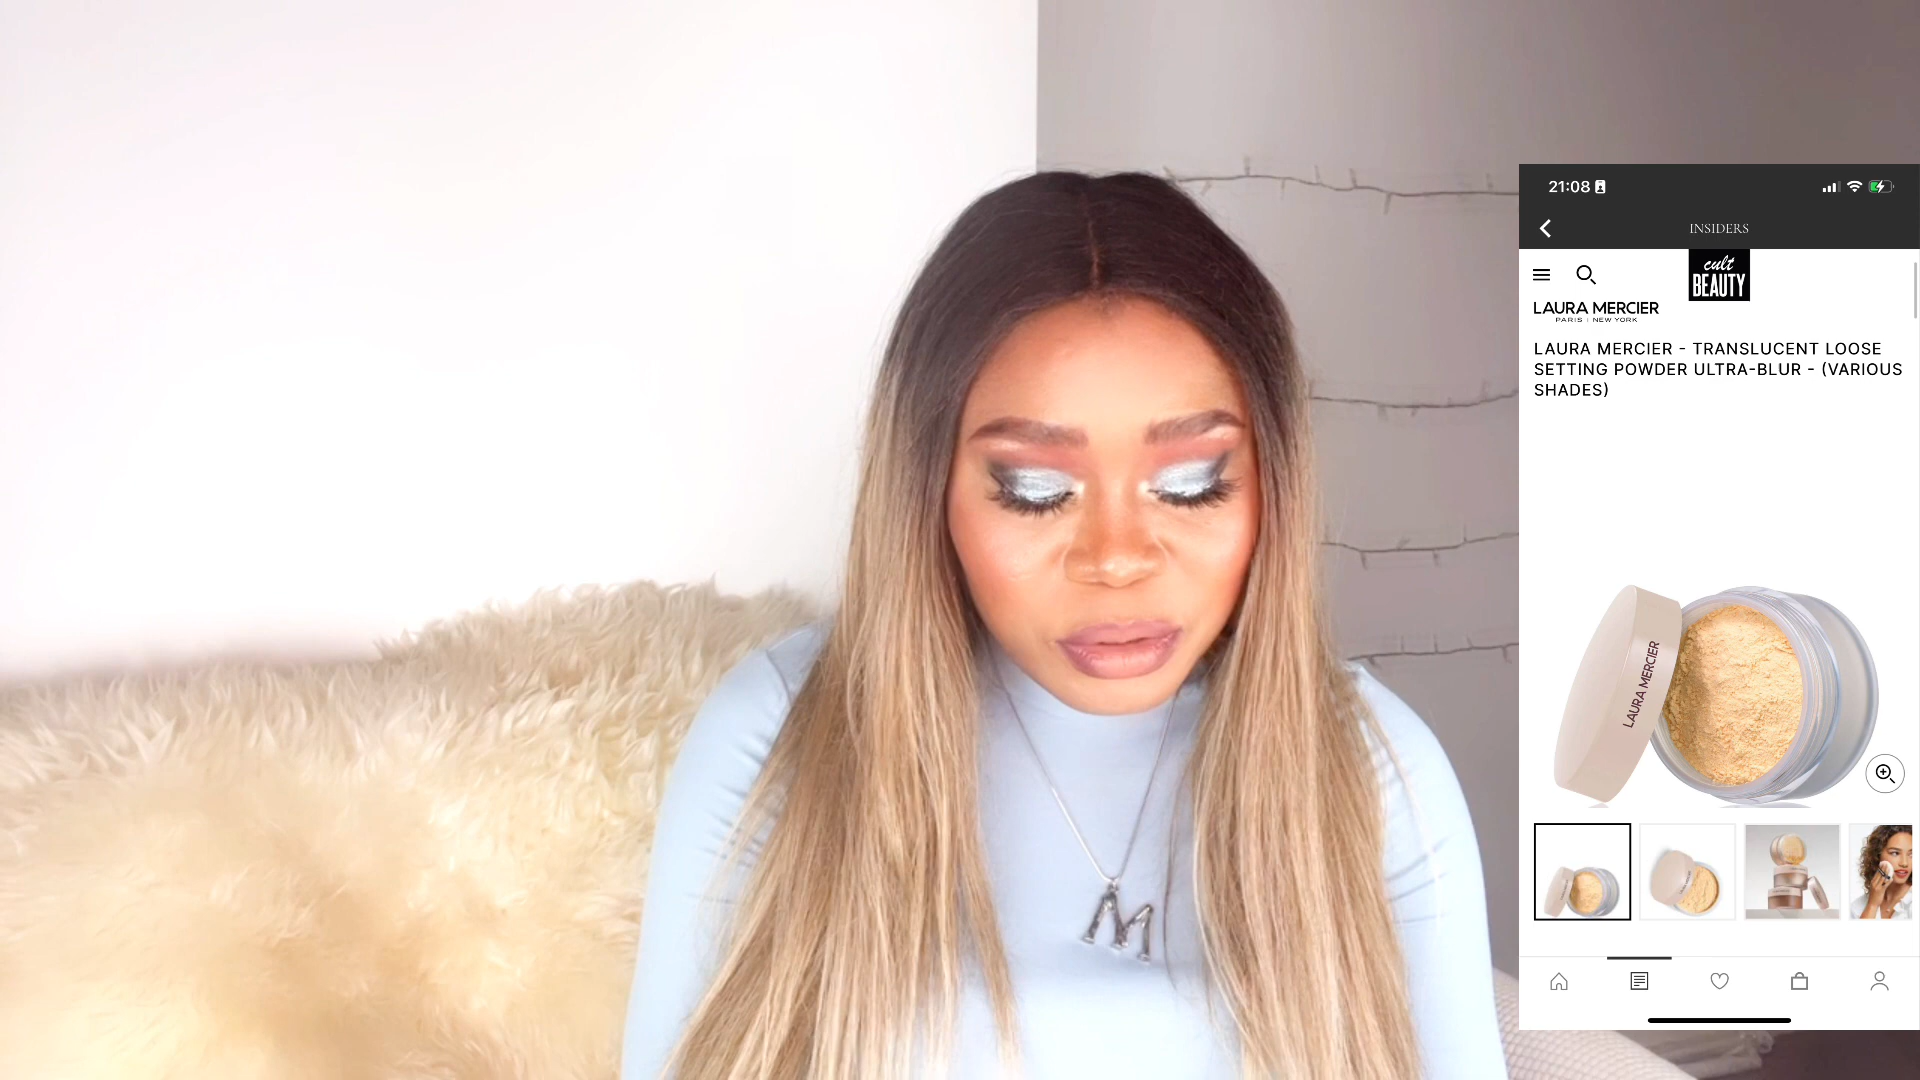 21:08
INSIDERS
cult
BEAUTY
LAURA MERCIER
PARIS | NEW YORK
LAURA MERCIER - TRANSLUCENT LOOSE
SETTING POWDER ULTRA-BLUR - (VARIOUS
SHADES)
LAURA MERCIER
M